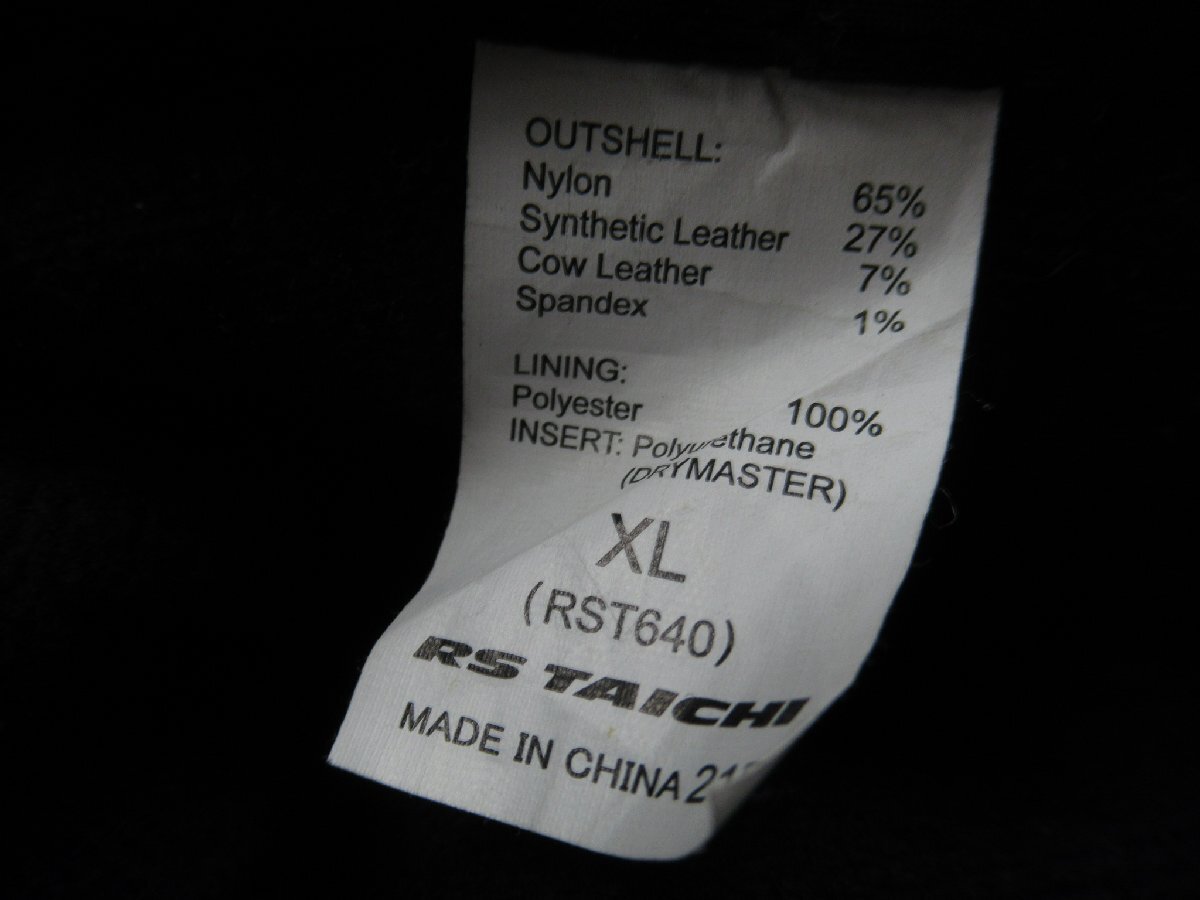 OUTSHELL:
Nylon 65%
Synthetic Leather 27%
Cow Leather 7%
Spandex 1%
LINING:
Polyester 100%
INSERT: Polyurethane
(DRYMASTER)
XL
(RST640)
RS TAICHI
MADE IN CHINA